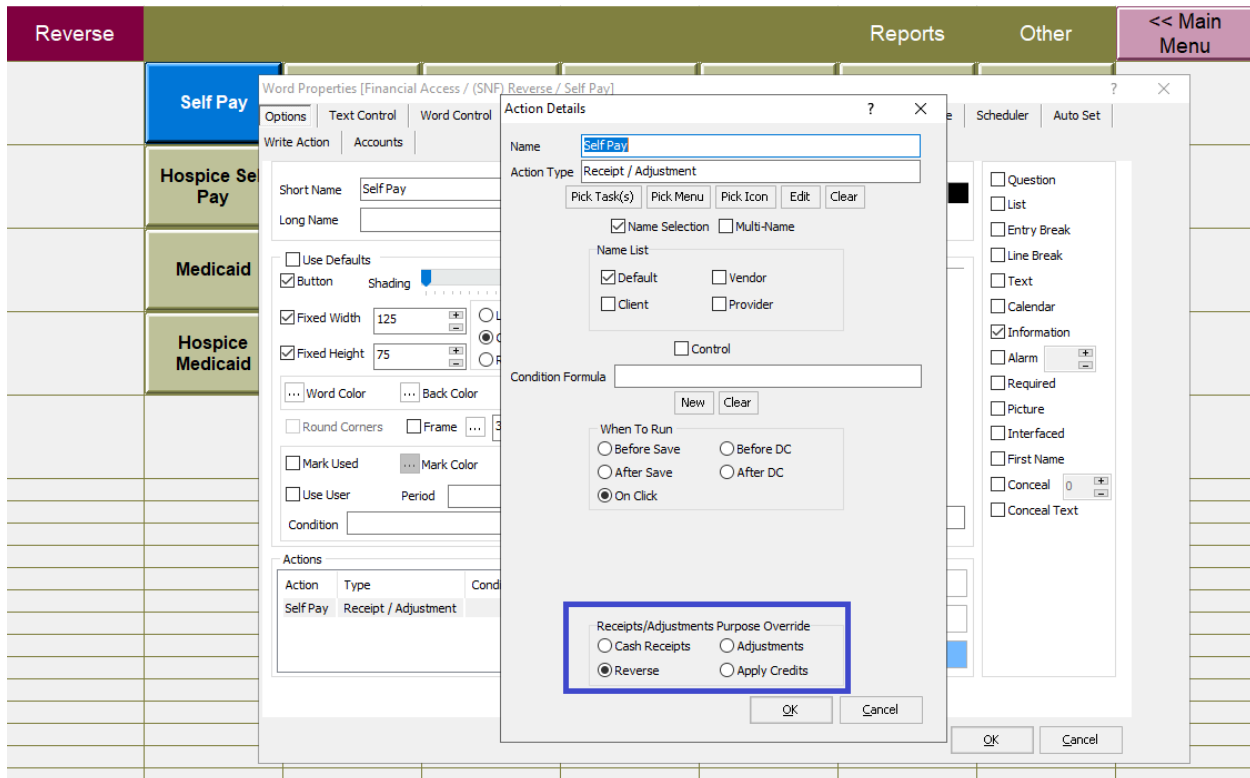 Reverse
Reports
Other
<< Main
Menu
Self Pay
Hospice Se
Pay
Medicaid
Hospice
Medicaid
Word Properties [Financial Access / (SNF) Reverse / Self Pay]
?
Options
Text Control
Word Control
Scheduler
Auto Set
Write Action
Accounts
Short Name
Self Pay
Long Name
Use Defaults
Button
Shading
Fixed Width
125
Fixed Height
75
... Word Color
... Back Color
Round Corners
Frame
...
3
Mark Used
... Mark Color
Use User
Period
Condition
Actions
Action
Type
Cond
Self Pay
Receipt / Adjustment
Action Details
?
Name
Self Pay
Action Type
Receipt / Adjustment
Pick Task(s)
Pick Menu
Pick Icon
Edit
Clear
Name Selection
Multi-Name
Name List
Default
Vendor
Client
Provider
Control
Condition Formula
New
Clear
When To Run
Before Save
Before DC
After Save
After DC
On Click
Receipts/Adjustments Purpose Override
Cash Receipts
Adjustments
Reverse
Apply Credits
OK
Cancel
Question
List
Entry Break
Line Break
Text
Calendar
Information
Alarm
Required
Picture
Interfaced
First Name
Conceal
0
Conceal Text
OK
Cancel